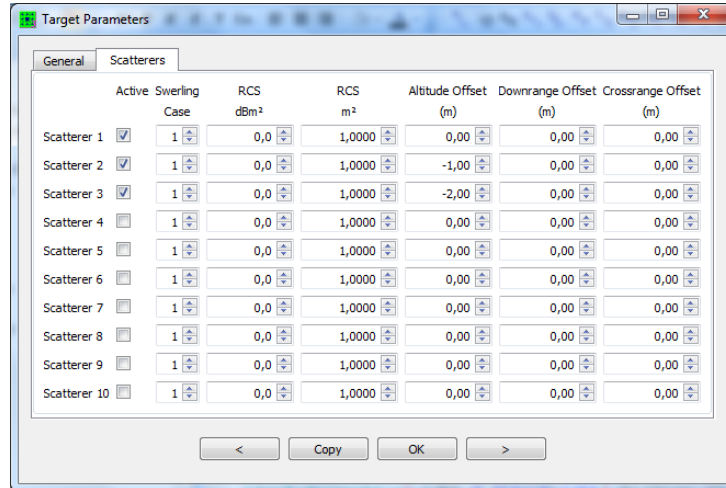 Target Parameters
General Scatterers
Active Swerling RCS RCS Altitude Offset Downrange Offset Crossrange Offset
Case dBm² m² (m) (m) (m)
Scatterer 1 1 0,0 1,0000 0,00 0,00 0,00
Scatterer 2 1 0,0 1,0000 -1,00 0,00 0,00
Scatterer 3 1 0,0 1,0000 -2,00 0,00 0,00
Scatterer 4 1 0,0 1,0000 0,00 0,00 0,00
Scatterer 5 1 0,0 1,0000 0,00 0,00 0,00
Scatterer 6 1 0,0 1,0000 0,00 0,00 0,00
Scatterer 7 1 0,0 1,0000 0,00 0,00 0,00
Scatterer 8 1 0,0 1,0000 0,00 0,00 0,00
Scatterer 9 1 0,0 1,0000 0,00 0,00 0,00
Scatterer 10 1 0,0 1,0000 0,00 0,00 0,00
< Copy OK >